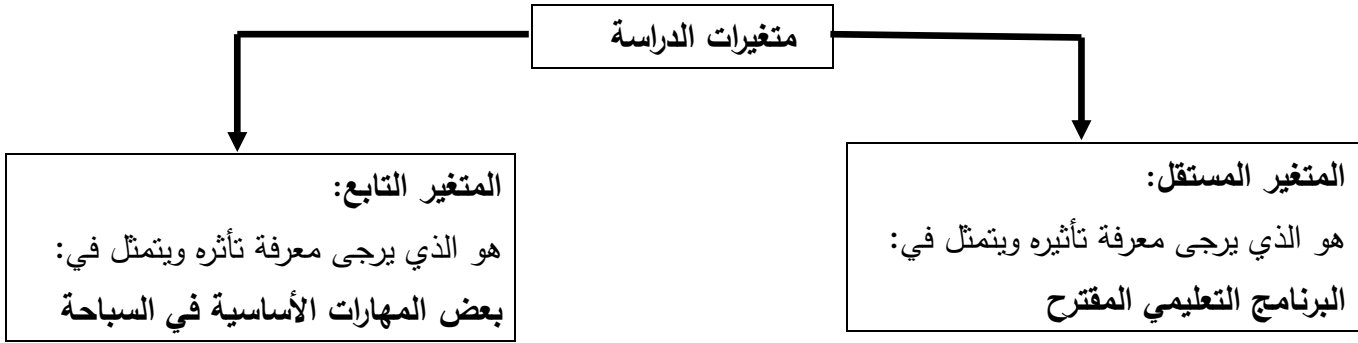 متغيرات الدراسة
المتغير المستقل:
هو الذي يرجى معرفة تأثيره ويتمثل في:
البرنامج التعليمي المقترح
المتغير التابع:
هو الذي يرجى معرفة تأثره ويتمثل في:
بعض المهارات الأساسية في السباحة